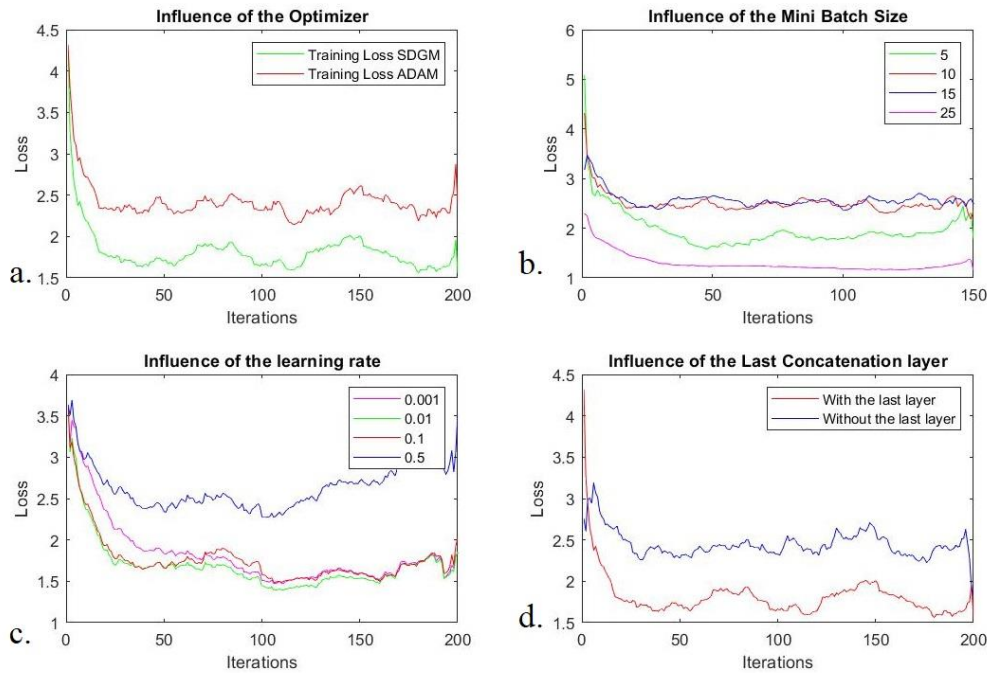 Influence of the Optimizer
4.5
4
3.5
3
2.5
2
1.5
Loss
Training Loss SDGM
Training Loss ADAM
0
50
100
150
200
Iterations
a.
Influence of the Mini Batch Size
6
5
4
3
2
1
Loss
5
10
15
25
0
50
100
150
Iterations
b.
Influence of the learning rate
4
3.5
3
2.5
2
1.5
1
Loss
0.001
0.01
0.1
0.5
0
50
100
150
200
Iterations
c.
Influence of the Last Concatenation layer
4.5
4
3.5
3
2.5
2
1.5
Loss
With the last layer
Without the last layer
0
50
100
150
200
Iterations
d.